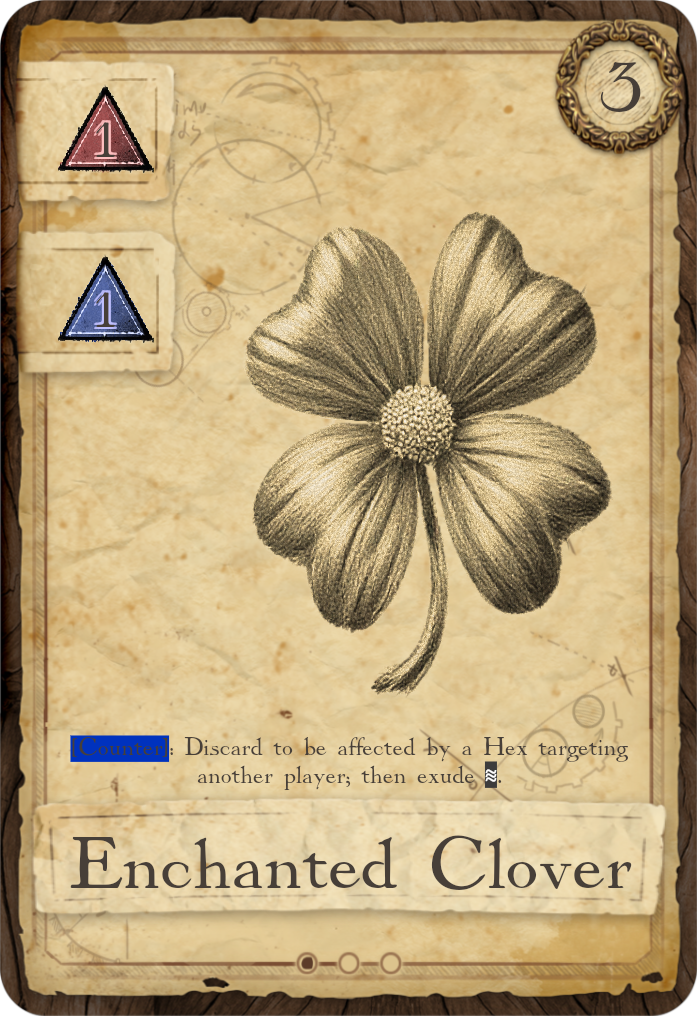 3
1
1
[Counter]: Discard to be affected by a Hex targeting
another player; then exude ≋.
Enchanted Clover